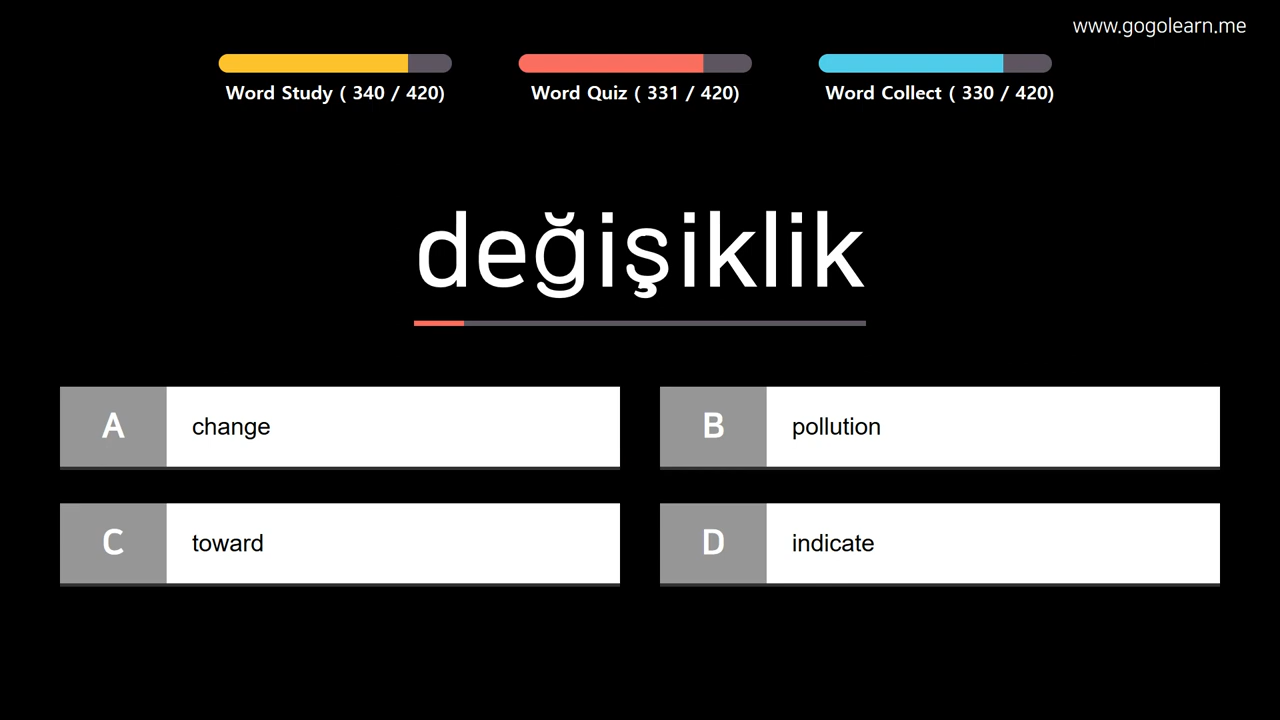 www.gogolearn.me
Word Study ( 340 / 420)
Word Quiz ( 331 / 420)
Word Collect ( 330 / 420)
değişiklik
A change
B pollution
C toward
D indicate